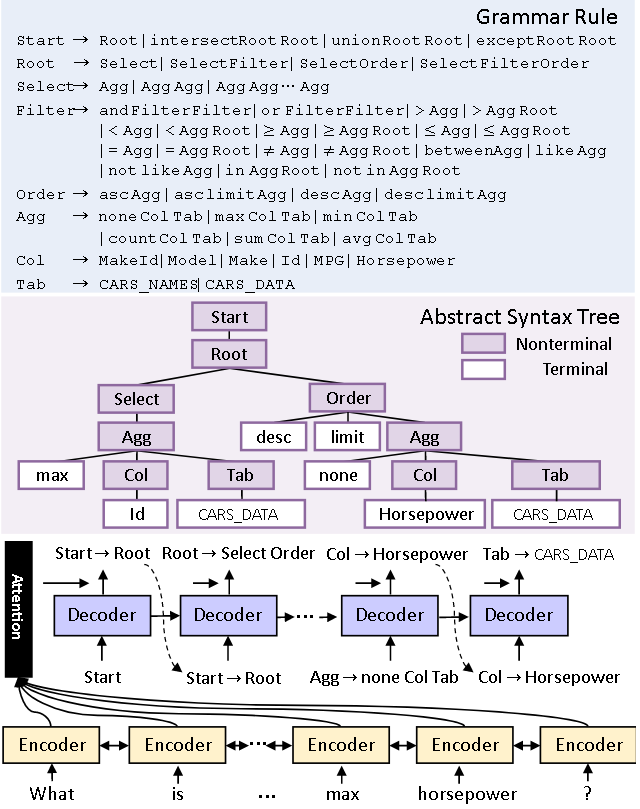 Grammar Rule
Start → Root | intersectRoot Root | unionRoot Root | exceptRoot Root
Root → Select | SelectFilter | SelectOrder | SelectFilterOrder
Select → Agg | Agg Agg | Agg Agg ⋯ Agg
Filter → and FilterFilter | or FilterFilter | > Agg | > Agg Root
| < Agg | < Agg Root | ≥ Agg | ≥ Agg Root | ≤ Agg | ≤ Agg Root
| = Agg | = Agg Root | ≠ Agg | ≠ Agg Root | betweenAgg | like Agg
| not like Agg | in Agg Root | not in Agg Root
Order → ascAgg | asclimit Agg | descAgg | desclimit Agg
Agg → none Col Tab | max Col Tab | min Col Tab
| count Col Tab | sum Col Tab | avg Col Tab
Col → MakeId | Model | Make | Id | MPG | Horsepower
Tab → CARS_NAMES | CARS_DATA
Abstract Syntax Tree
Start
Nonterminal
Root
Terminal
Select Order
Agg desc limit Agg
max Col Tab none Col Tab
Id CARS_DATA Horsepower CARS_DATA
Start → Root Root → Select Order Col → Horsepower Tab → CARS_DATA
Attention
Decoder Decoder ... Decoder Decoder
Start Start → Root Agg → none Col Tab Col → Horsepower
Encoder Encoder ... Encoder Encoder Encoder
What is ... max horsepower ?